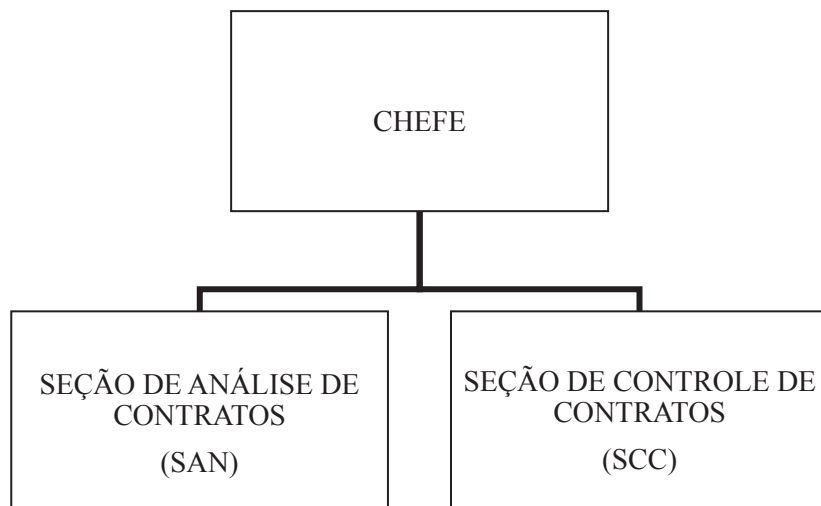 CHEFE
SEÇÃO DE ANÁLISE DE
CONTRATOS
(SAN)
SEÇÃO DE CONTROLE DE
CONTRATOS
(SCC)